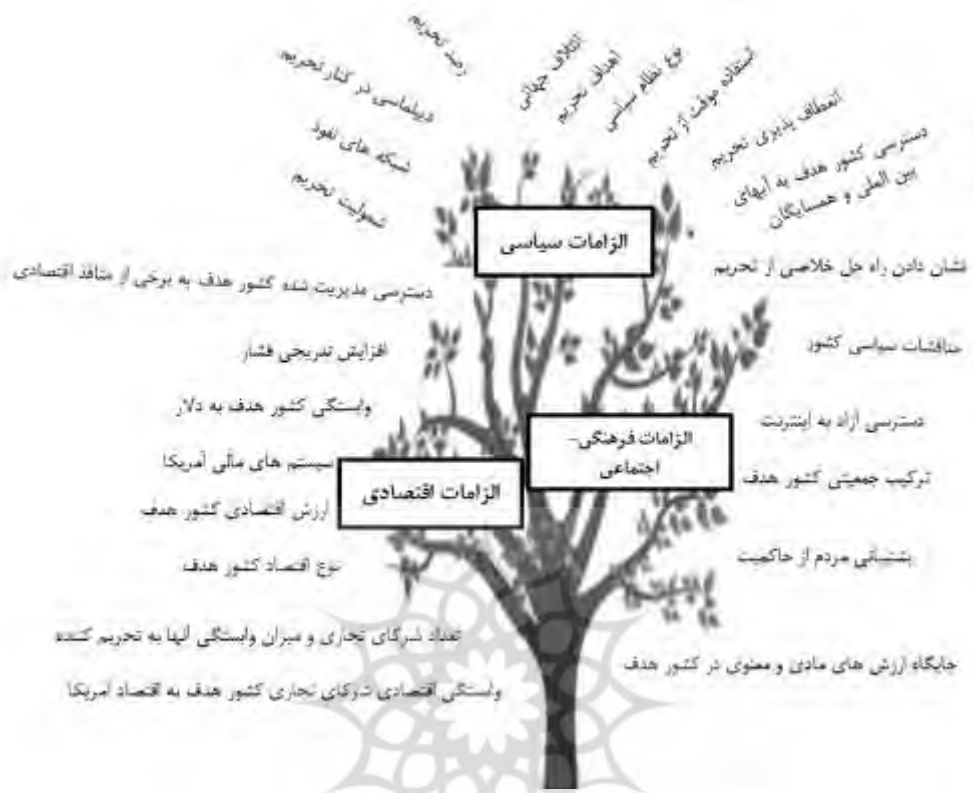 رصد تحریم
دیپلماسی در کنار تحریم
شبکه های نفوذ
شمولیت تحریم
ائتلاف جهانی
اهداف تحریم
نوع نظام سیاسی
استفاده موقت از تحریم
انعطاف پذیری تحریم
دسترسی کشور هدف به آبهای
بین المللی و همسایگان
الزامات سیاسی
نشان دادن راه حل خلاصی از تحریم
مناقشات سیاسی کشور
دسترسی آزاد به اینترنت
ترکیب جمعیتی کشور هدف
پشتیبانی مردم از حاکمیت
جایگاه ارزش های مادی و معنوی در کشور هدف
الزامات فرهنگی-
اجتماعی
دسترسی مدیریت شده کشور هدف به برخی از منافذ اقتصادی
افزایش تدریجی فشار
وابستگی کشور هدف به دلار
سیستم های مالی آمریکا
ارزش اقتصادی کشور هدف
نوع اقتصاد کشور هدف
الزامات اقتصادی
تعداد شرکای تجاری و میزان وابستگی آنها به تحریم کننده
وابستگی اقتصادی شرکای تجاری کشور هدف به اقتصاد آمریکا